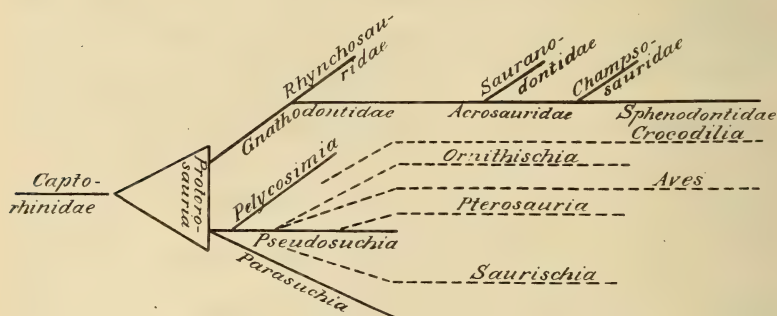 Rhynchosau-
ridae
Saurano-
dontidae
Champso-
sauridae
Gnathodontidae
Acrosauridae
Sphenodontidae
Crocodilia
Ornithischia
Capto-
rhinidae
Protero-
sauria
Pelycosimia
Aves
Pterosauria
Pseudosuchia
Saurischia
Parasuchia